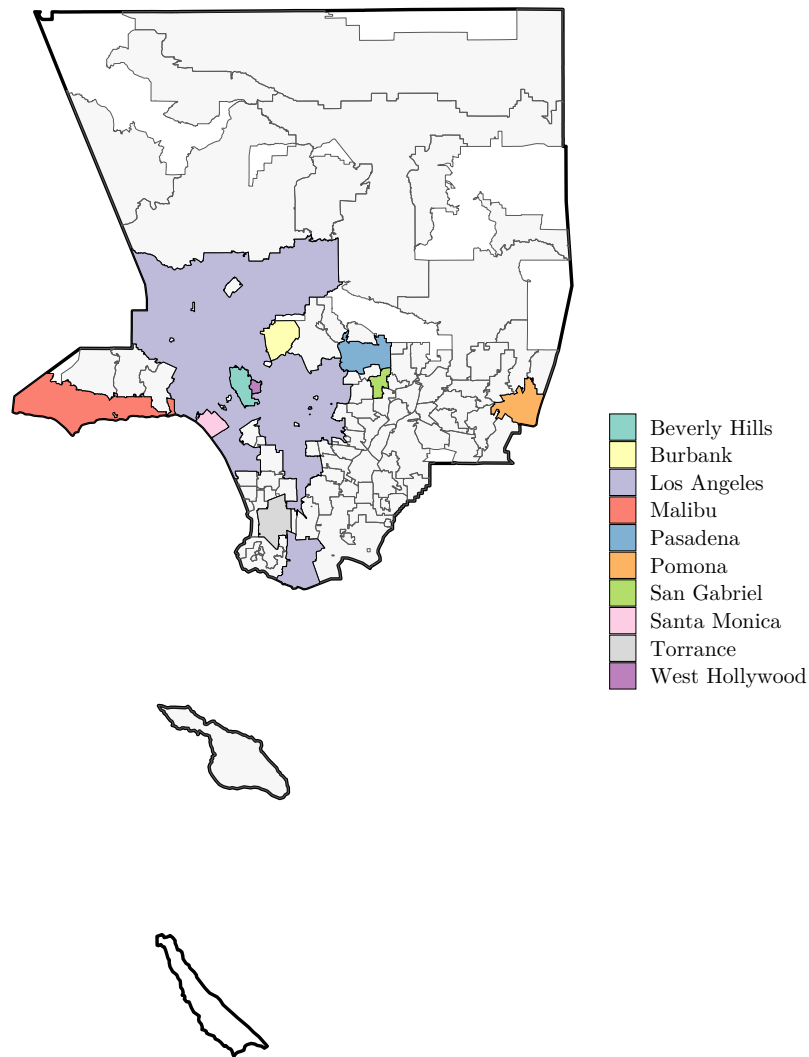 Beverly Hills
Burbank
Los Angeles
Malibu
Pasadena
Pomona
San Gabriel
Santa Monica
Torrance
West Hollywood